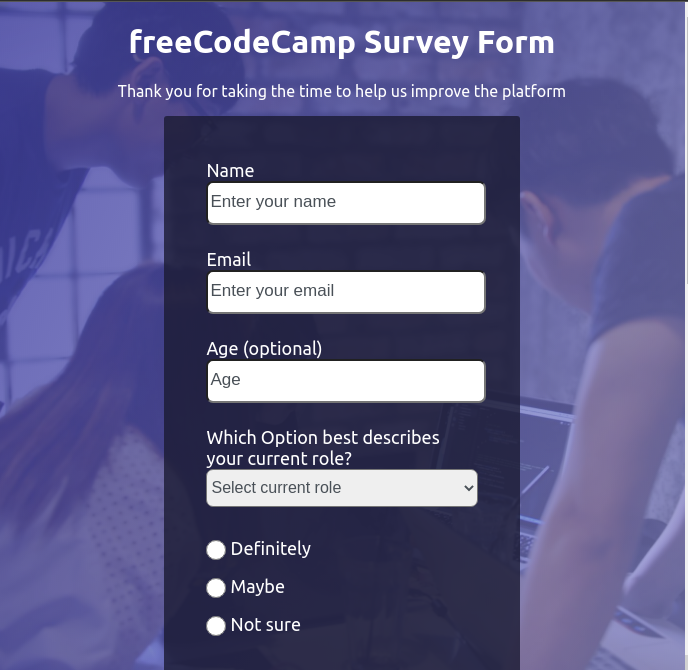 freeCodeCamp Survey Form
Thank you for taking the time to help us improve the platform
Name
Enter your name
Email
Enter your email
Age (optional)
Age
Which Option best describes
your current role?
Select current role
Definitely
Maybe
Not sure